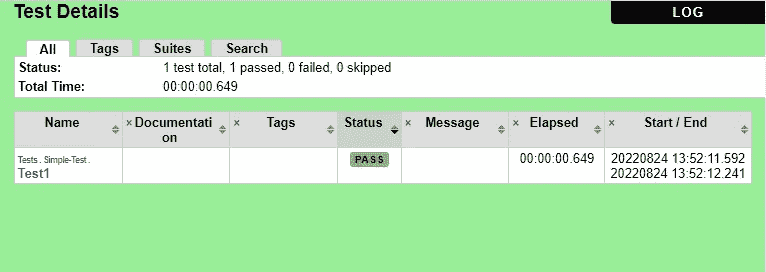 Test Details
LOG
All Tags Suites Search
Status: 1 test total, 1 passed, 0 failed, 0 skipped
Total Time: 00:00:00.649
Name × Documentati × Tags Status × Message × Elapsed × Start / End
on
Tests . Simple-Test . PASS 00:00:00.649 20220824 13:52:11.592
Test1 20220824 13:52:12.241